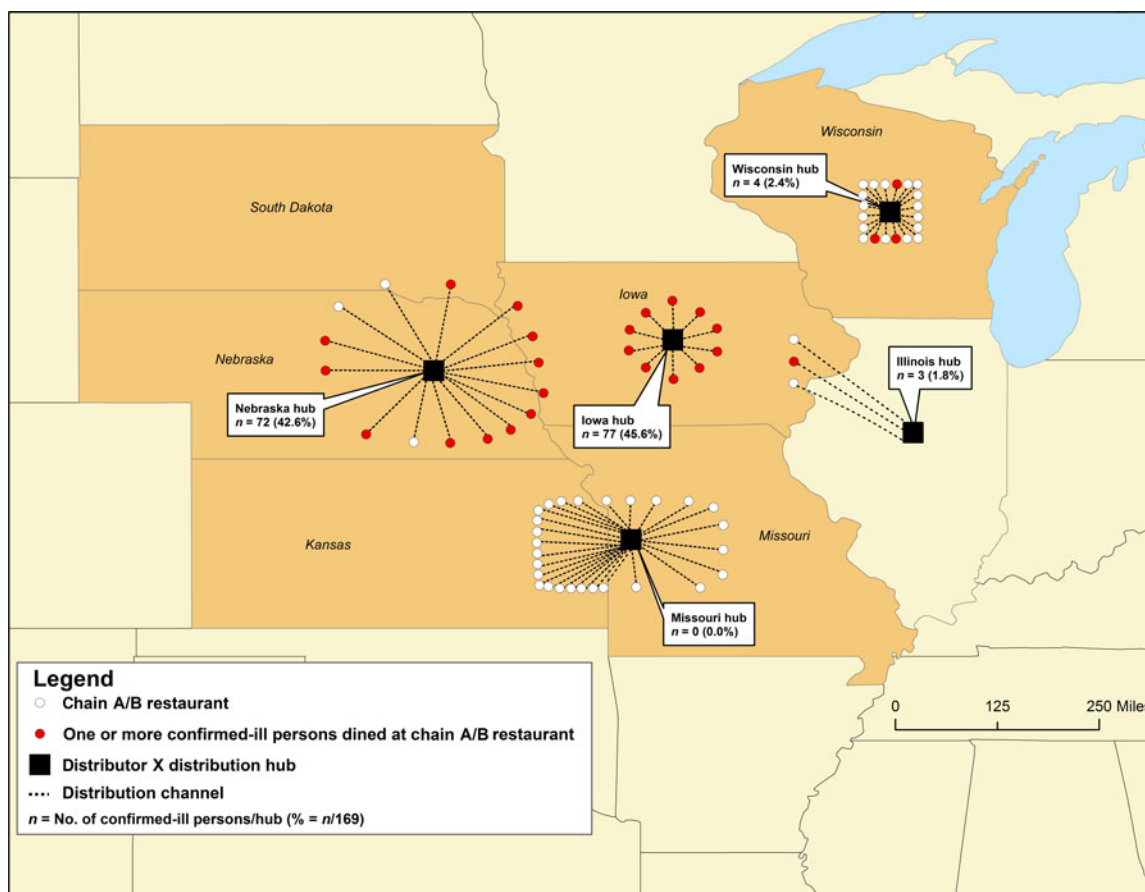 Wisconsin
Wisconsin hub
n = 4 (2.4%)
South Dakota
Iowa
Nebraska
Illinois hub
n = 3 (1.8%)
Nebraska hub
n = 72 (42.6%)
Iowa hub
n = 77 (45.6%)
Kansas
Missouri
Missouri hub
n = 0 (0.0%)
Legend
Chain A/B restaurant
One or more confirmed-ill persons dined at chain A/B restaurant
Distributor X distribution hub
Distribution channel
n = No. of confirmed-ill persons/hub (% = n/169)
0 125 250 Miles